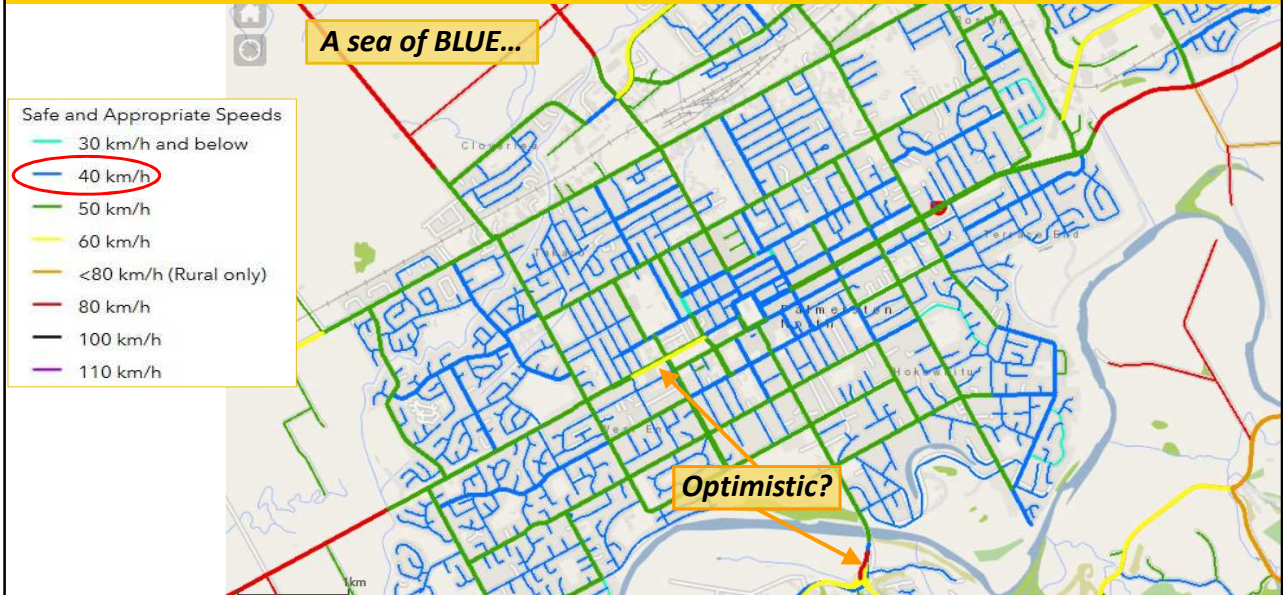 A sea of BLUE...
Safe and Appropriate Speeds
30 km/h and below
40 km/h
50 km/h
60 km/h
<80 km/h (Rural only)
80 km/h
100 km/h
110 km/h
Roslyn
Cloverlea
Takaro
Terrace End
Palmerston
North
Hokowhitu
West End
Optimistic?
1km